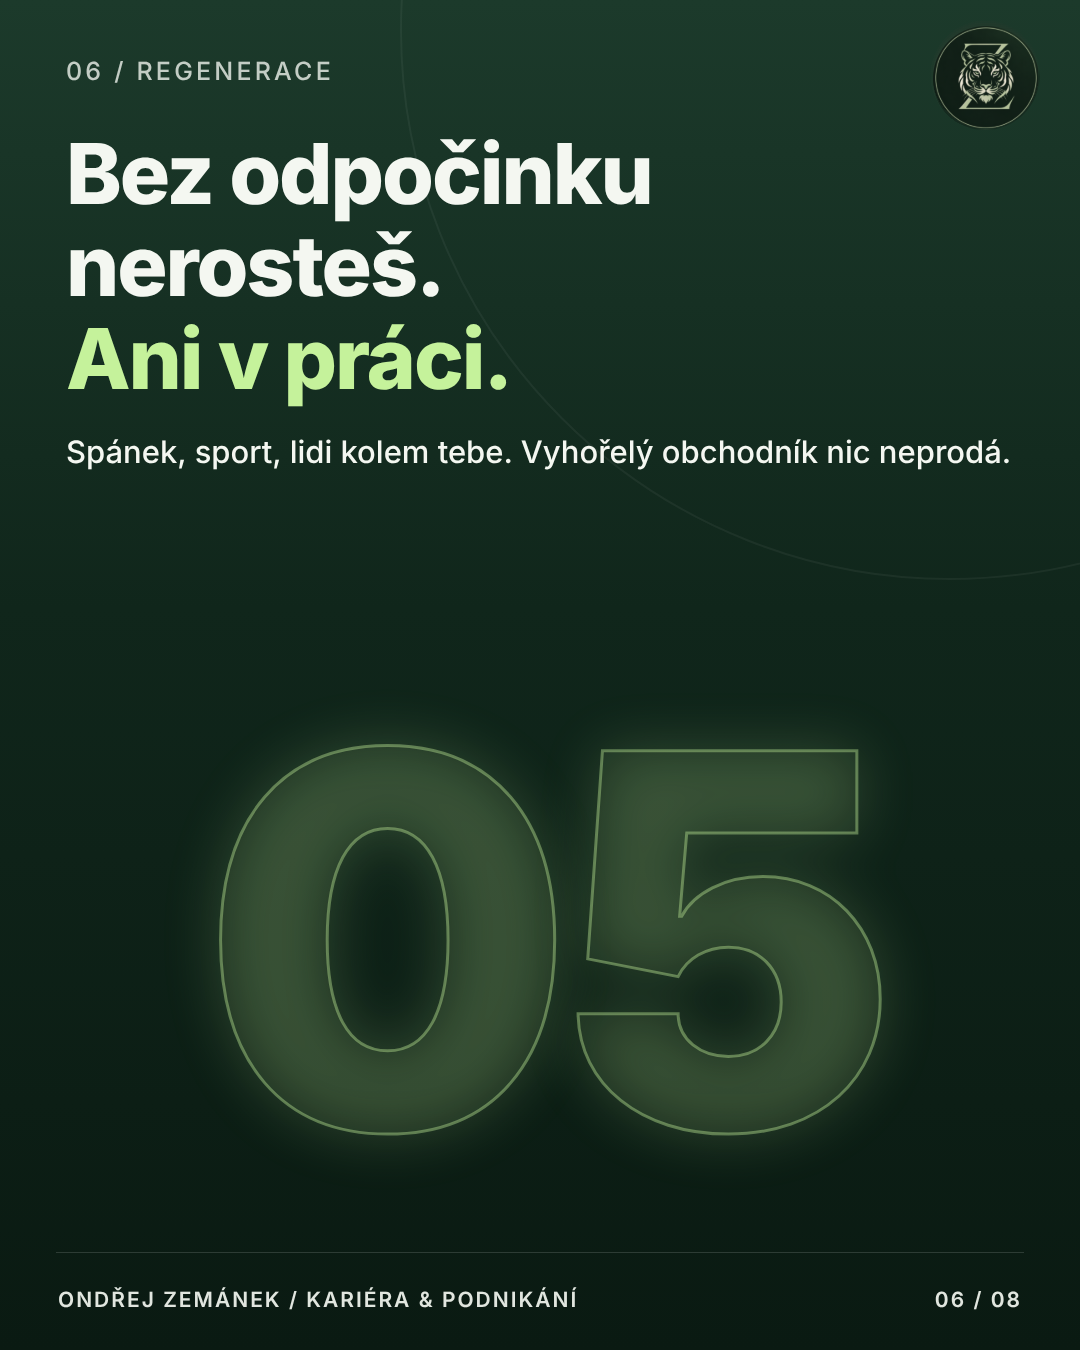 06 / REGENERACE
Bez odpočinku
nerosteš.
Ani v práci.
Spánek, sport, lidi kolem tebe. Vyhořelý obchodník nic neprodá.
05
ONDŘEJ ZEMÁNEK / KARIÉRA & PODNIKÁNÍ
06 / 08